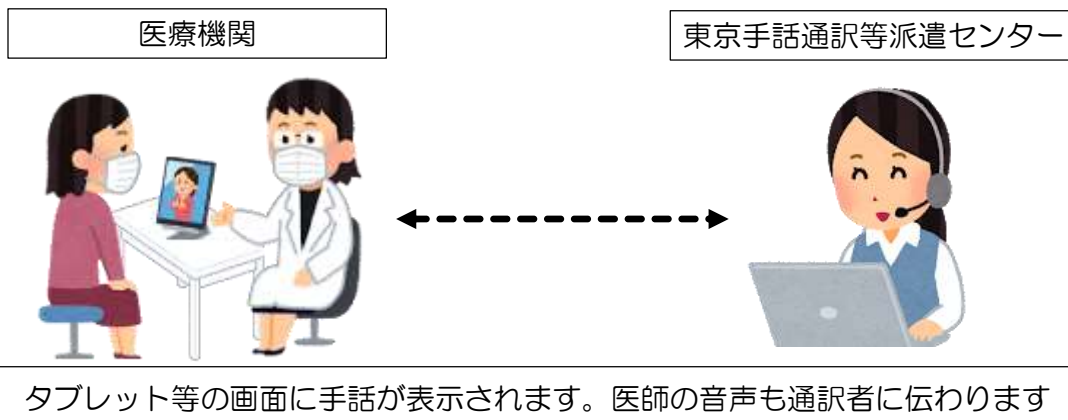 医療機関
東京手話通訳等派遣センター
タブレット等の画面に手話が表示されます。医師の音声も通訳者に伝わります